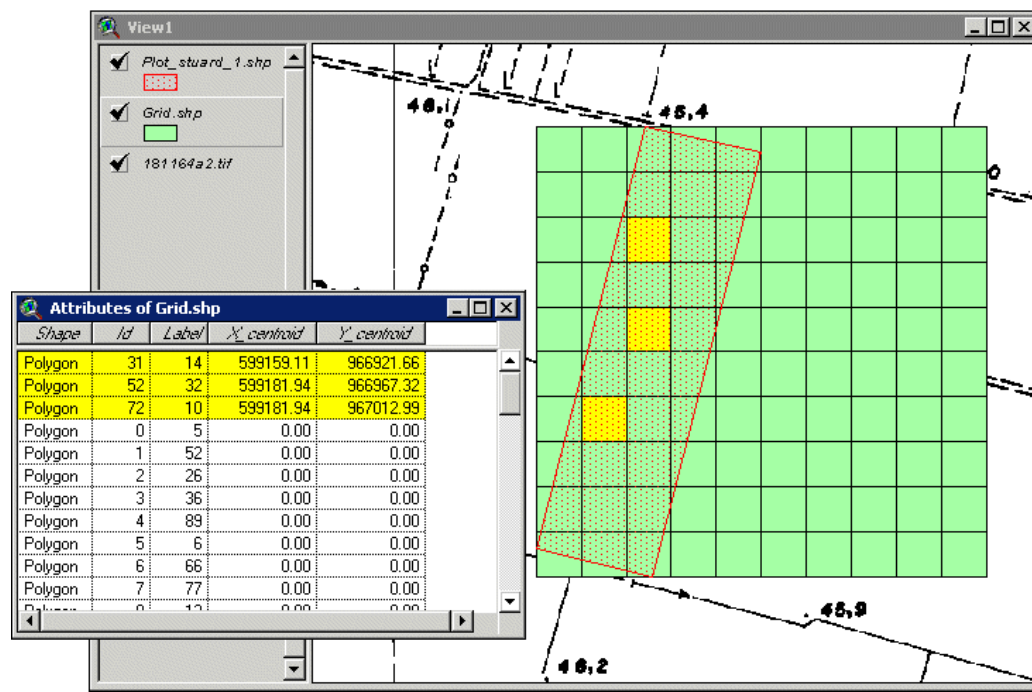 View1
Plot_stuard_1.shp
Grid.shp
181164a2.tif
46,1
45,4
0
45,9
46,2
Attributes of Grid.shp
Shape Id Label X_centroid Y_centroid
Polygon 31 14 599159.11 966921.66
Polygon 52 32 599181.94 966967.32
Polygon 72 10 599181.94 967012.99
Polygon 0 5 0.00 0.00
Polygon 1 52 0.00 0.00
Polygon 2 26 0.00 0.00
Polygon 3 36 0.00 0.00
Polygon 4 89 0.00 0.00
Polygon 5 6 0.00 0.00
Polygon 6 66 0.00 0.00
Polygon 7 77 0.00 0.00